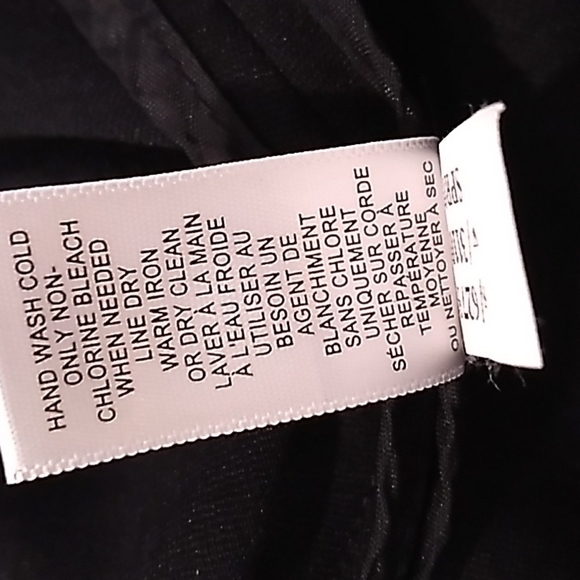 HAND WASH COLD
ONLY NON-
CHLORINE BLEACH
WHEN NEEDED
LINE DRY
WARM IRON
OR DRY CLEAN
LAVER À LA MAIN
À L'EAU FROIDE
UTILISER AU
BESOIN UN
AGENT DE
BLANCHIMENT
SANS CHLORE
UNIQUEMENT
SÉCHER SUR CORDE
REPASSER À
TEMPÉRATURE
MOYENNE
OU NETTOYER À SEC